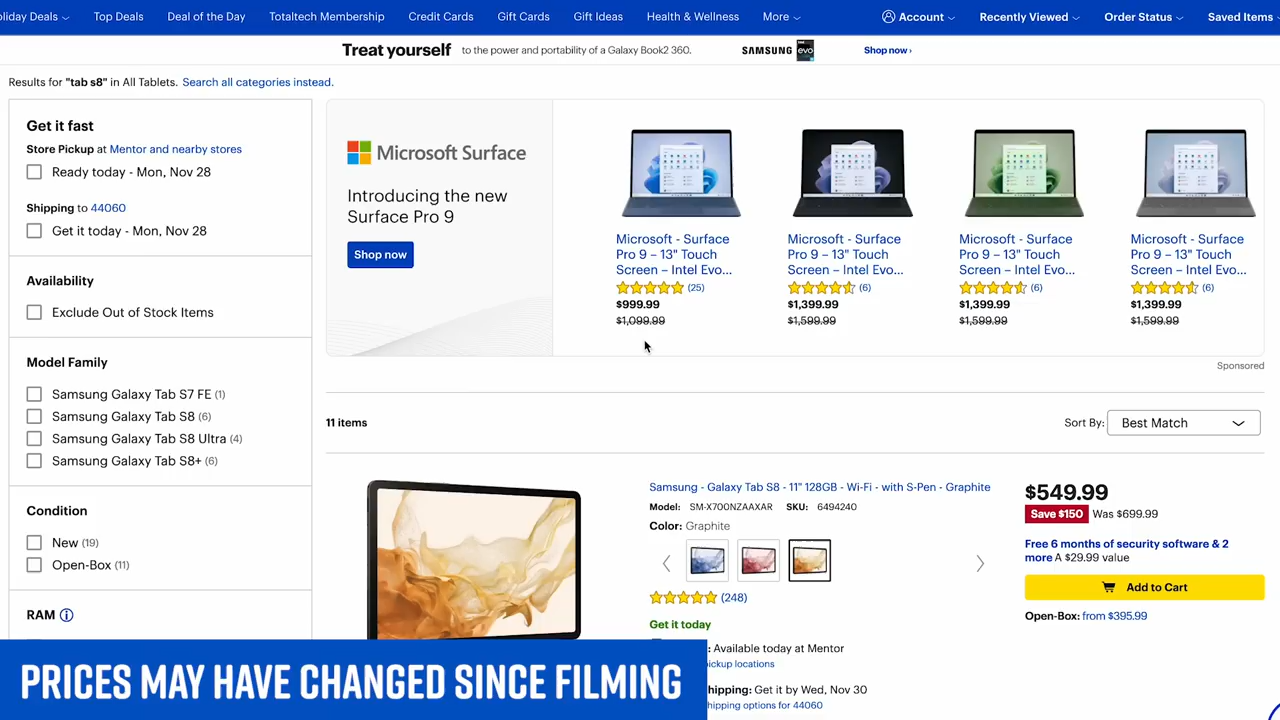 oliday Deals
Top Deals
Deal of the Day
Totaltech Membership
Credit Cards
Gift Cards
Gift Ideas
Health & Wellness
More
Account
Recently Viewed
Order Status
Saved Items
Treat yourself to the power and portability of a Galaxy Book2 360.
SAMSUNG
evo
Shop now ›
Results for "tab s8" in All Tablets. Search all categories instead.
Get it fast
Store Pickup at Mentor and nearby stores
Ready today - Mon, Nov 28
Shipping to 44060
Get it today - Mon, Nov 28
Availability
Exclude Out of Stock Items
Model Family
Samsung Galaxy Tab S7 FE (1)
Samsung Galaxy Tab S8 (6)
Samsung Galaxy Tab S8 Ultra (4)
Samsung Galaxy Tab S8+ (6)
Condition
New (19)
Open-Box (11)
RAM
Microsoft Surface
Introducing the new
Surface Pro 9
Shop now
Microsoft - Surface
Pro 9 – 13" Touch
Screen – Intel Evo...
(25)
$999.99
$1,099.99
Microsoft - Surface
Pro 9 – 13" Touch
Screen – Intel Evo...
(6)
$1,399.99
$1,599.99
Microsoft - Surface
Pro 9 – 13" Touch
Screen – Intel Evo...
(6)
$1,399.99
$1,599.99
Microsoft - Surface
Pro 9 – 13" Touch
Screen – Intel Evo...
(6)
$1,399.99
$1,599.99
Sponsored
11 items
Sort By: Best Match
Samsung - Galaxy Tab S8 - 11" 128GB - Wi-Fi - with S-Pen - Graphite
Model: SM-X700NZAAXAR SKU: 6494240
Color: Graphite
(248)
Get it today
: Available today at Mentor
ickup locations
hipping: Get it by Wed, Nov 30
hipping options for 44060
$549.99
Save $150 Was $699.99
Free 6 months of security software & 2
more A $29.99 value
Add to Cart
Open-Box: from $395.99
PRICES MAY HAVE CHANGED SINCE FILMING